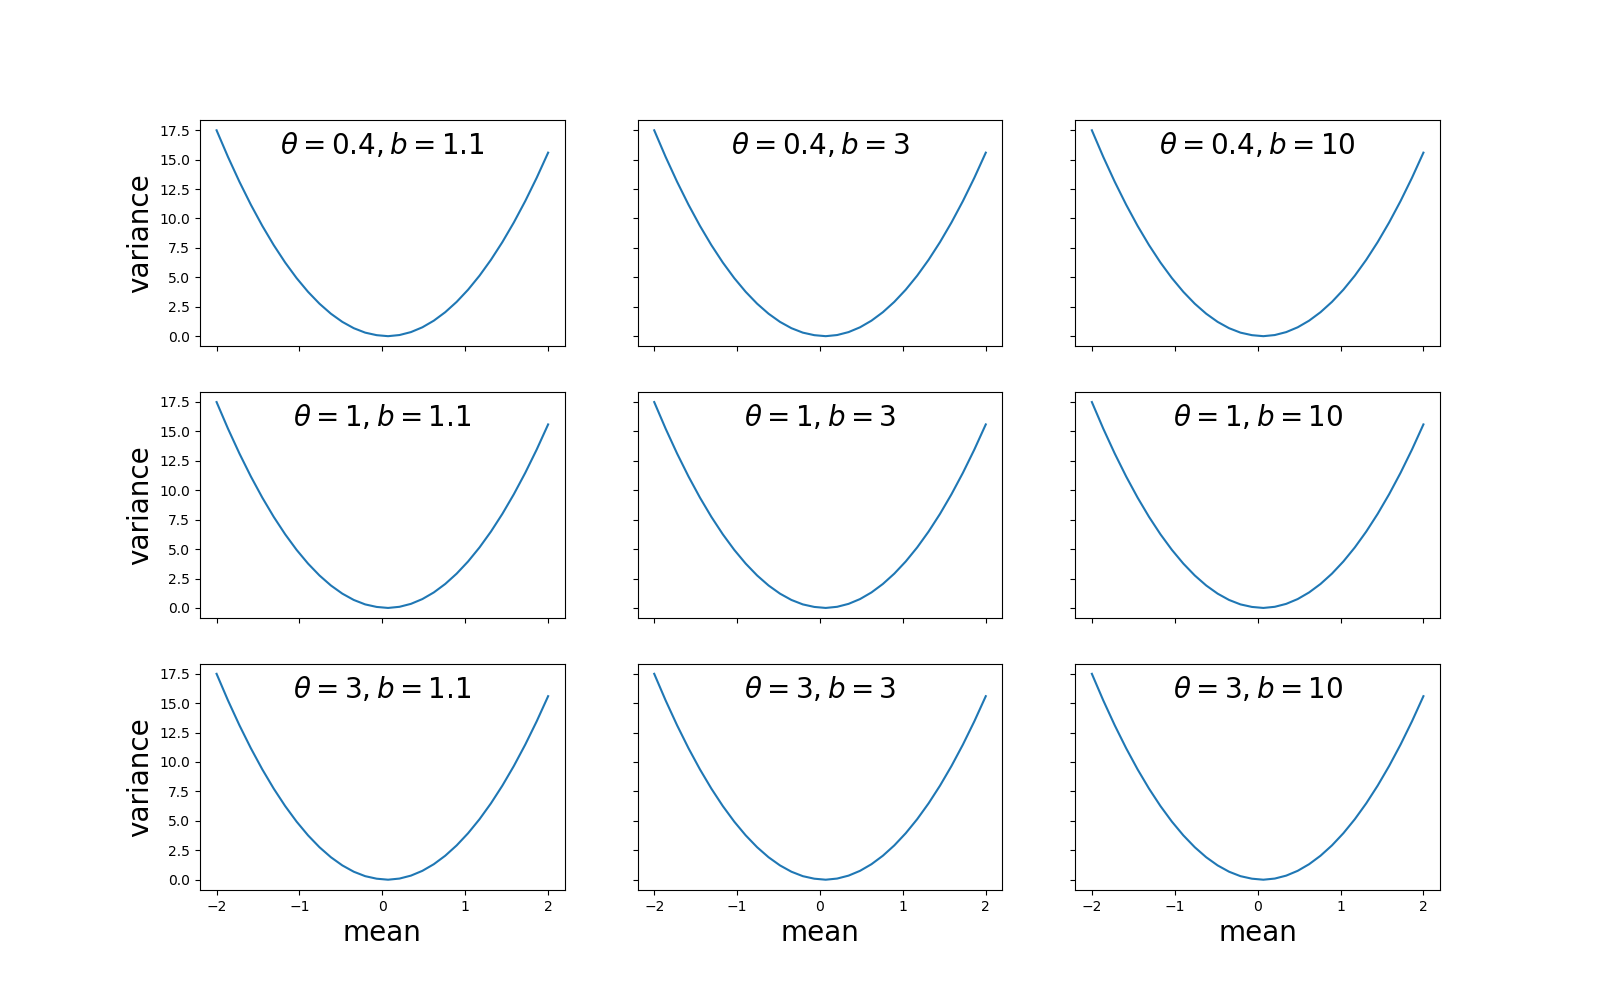 θ = 0.4, b = 1.1
θ = 0.4, b = 3
θ = 0.4, b = 10
variance
17.5
15.0
12.5
10.0
7.5
5.0
2.5
0.0
θ = 1, b = 1.1
θ = 1, b = 3
θ = 1, b = 10
variance
17.5
15.0
12.5
10.0
7.5
5.0
2.5
0.0
θ = 3, b = 1.1
θ = 3, b = 3
θ = 3, b = 10
variance
17.5
15.0
12.5
10.0
7.5
5.0
2.5
0.0
−2 −1 0 1 2
−2 −1 0 1 2
−2 −1 0 1 2
mean
mean
mean